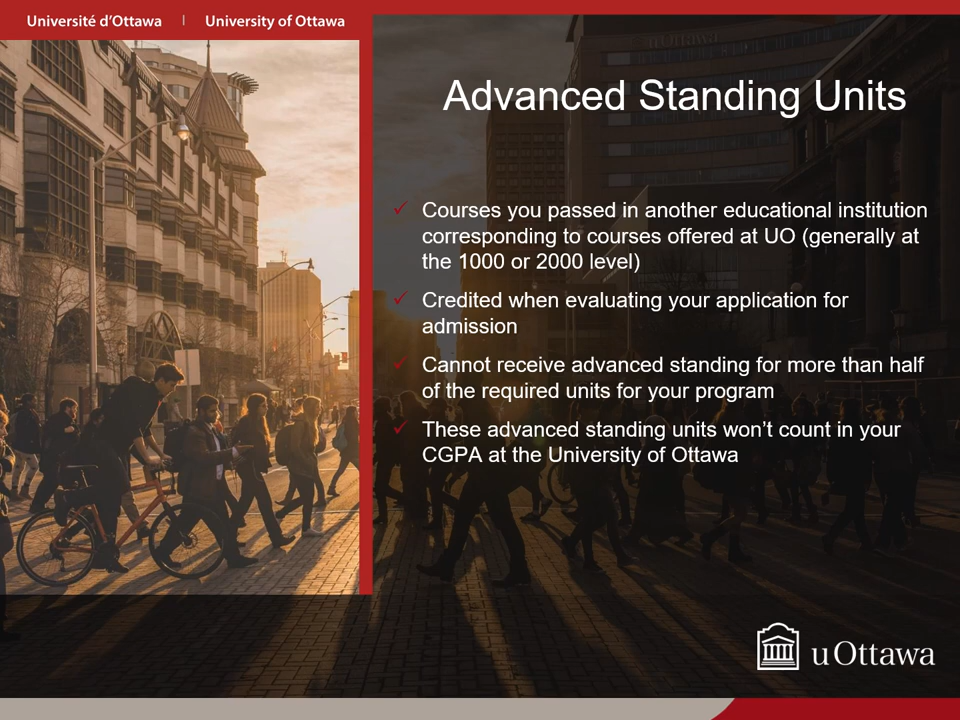 Université d'Ottawa | University of Ottawa
uOttawa
Advanced Standing Units
✓ Courses you passed in another educational institution
corresponding to courses offered at UO (generally at
the 1000 or 2000 level)
✓ Credited when evaluating your application for
admission
✓ Cannot receive advanced standing for more than half
of the required units for your program
✓ These advanced standing units won’t count in your
CGPA at the University of Ottawa
uOttawa